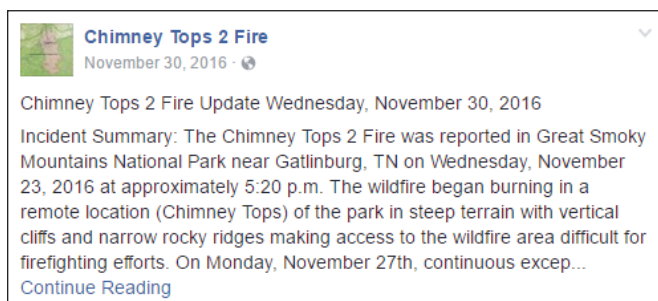 Chimney Tops 2 Fire
November 30, 2016 ·
Chimney Tops 2 Fire Update Wednesday, November 30, 2016
Incident Summary: The Chimney Tops 2 Fire was reported in Great Smoky
Mountains National Park near Gatlinburg, TN on Wednesday, November
23, 2016 at approximately 5:20 p.m. The wildfire began burning in a
remote location (Chimney Tops) of the park in steep terrain with vertical
cliffs and narrow rocky ridges making access to the wildfire area difficult for
firefighting efforts. On Monday, November 27th, continuous excep...
Continue Reading